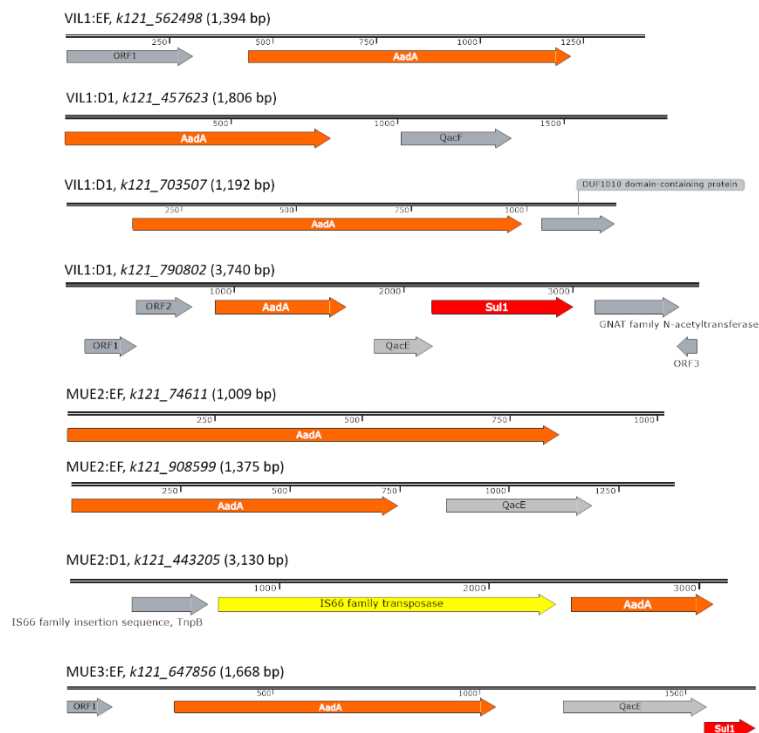 VIL1:EF, k121_562498 (1,394 bp)
250 500 750 1000 1250
ORF1 AadA
VIL1:D1, k121_457623 (1,806 bp)
500 1000 1500
AadA QacF
VIL1:D1, k121_703507 (1,192 bp)
DUF1010 domain-containing protein
250 500 750 1000
AadA
VIL1:D1, k121_790802 (3,740 bp)
1000 2000 3000
ORF2 AadA Sul1
GNAT family N-acetyltransferase
ORF1 QacE
ORF3
MUE2:EF, k121_74611 (1,009 bp)
250 500 750 1000
AadA
MUE2:EF, k121_908599 (1,375 bp)
250 500 750 1000 1250
AadA QacE
MUE2:D1, k121_443205 (3,130 bp)
1000 2000 3000
IS66 family transposase AadA
IS66 family insertion sequence, TnpB
MUE3:EF, k121_647856 (1,668 bp)
500 1000 1500
ORF1 AadA QacE
Sul1